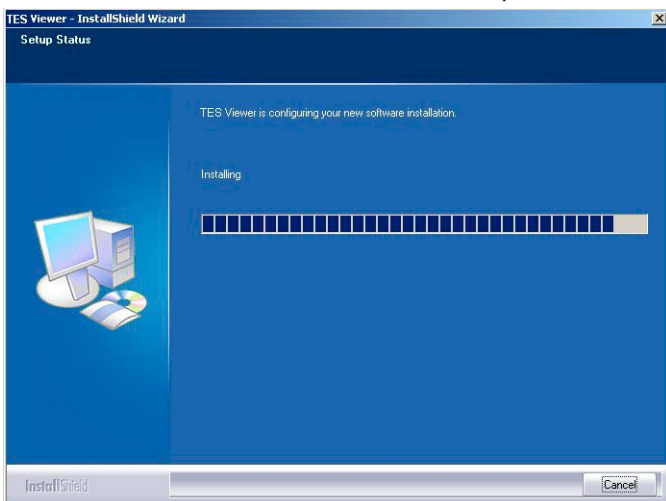 TES Viewer - InstallShield Wizard
Setup Status
TES Viewer is configuring your new software installation.
Installing
InstallShield
Cancel